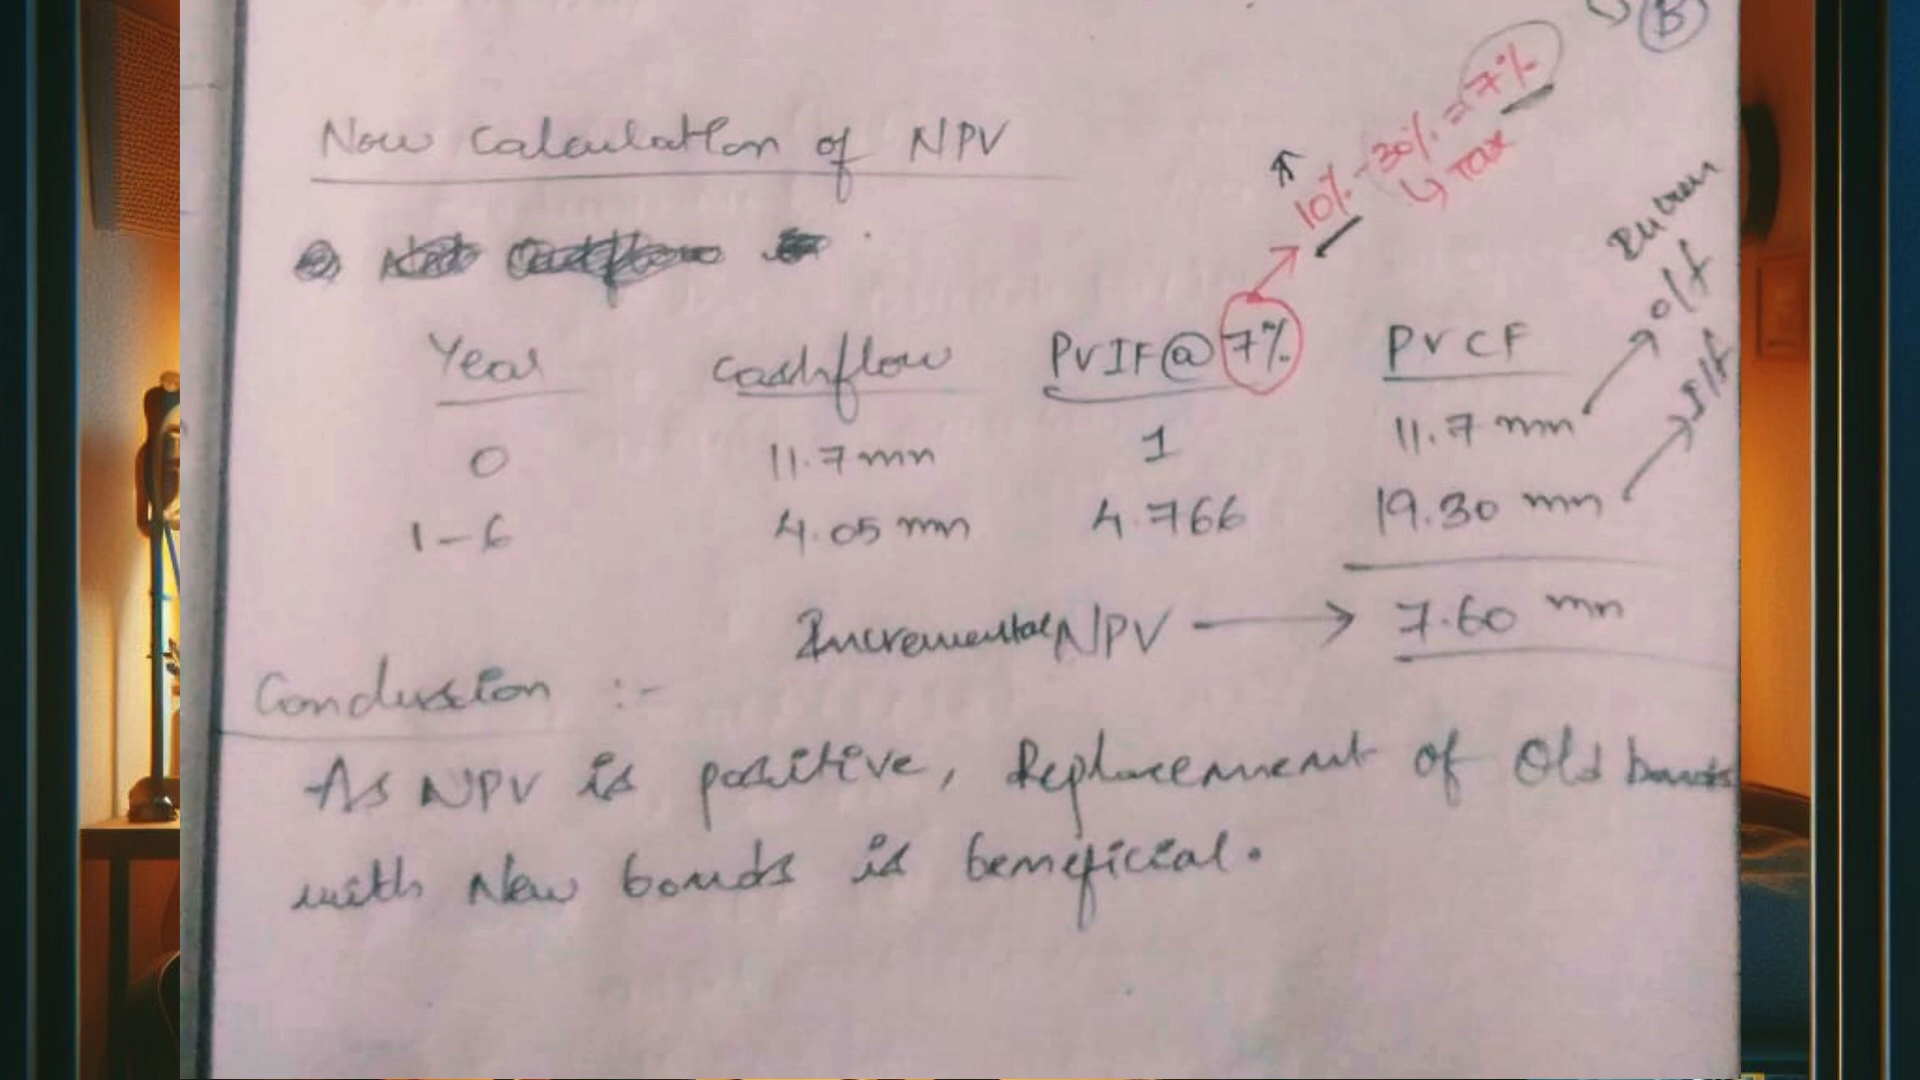 B
10% - 30% = 7%
↳ Tax
Now Calculation of NPV
Year Cashflow PVIF@7% PVCF
0 11.7mn 1 11.7 mn
o/f
1-6 4.05 mn 4.766 19.30 mn
Incremental NPV → 7.60 mn
Conclusion :-
As NPV is positive, Replacement of Old bonds
with New bonds is beneficial.